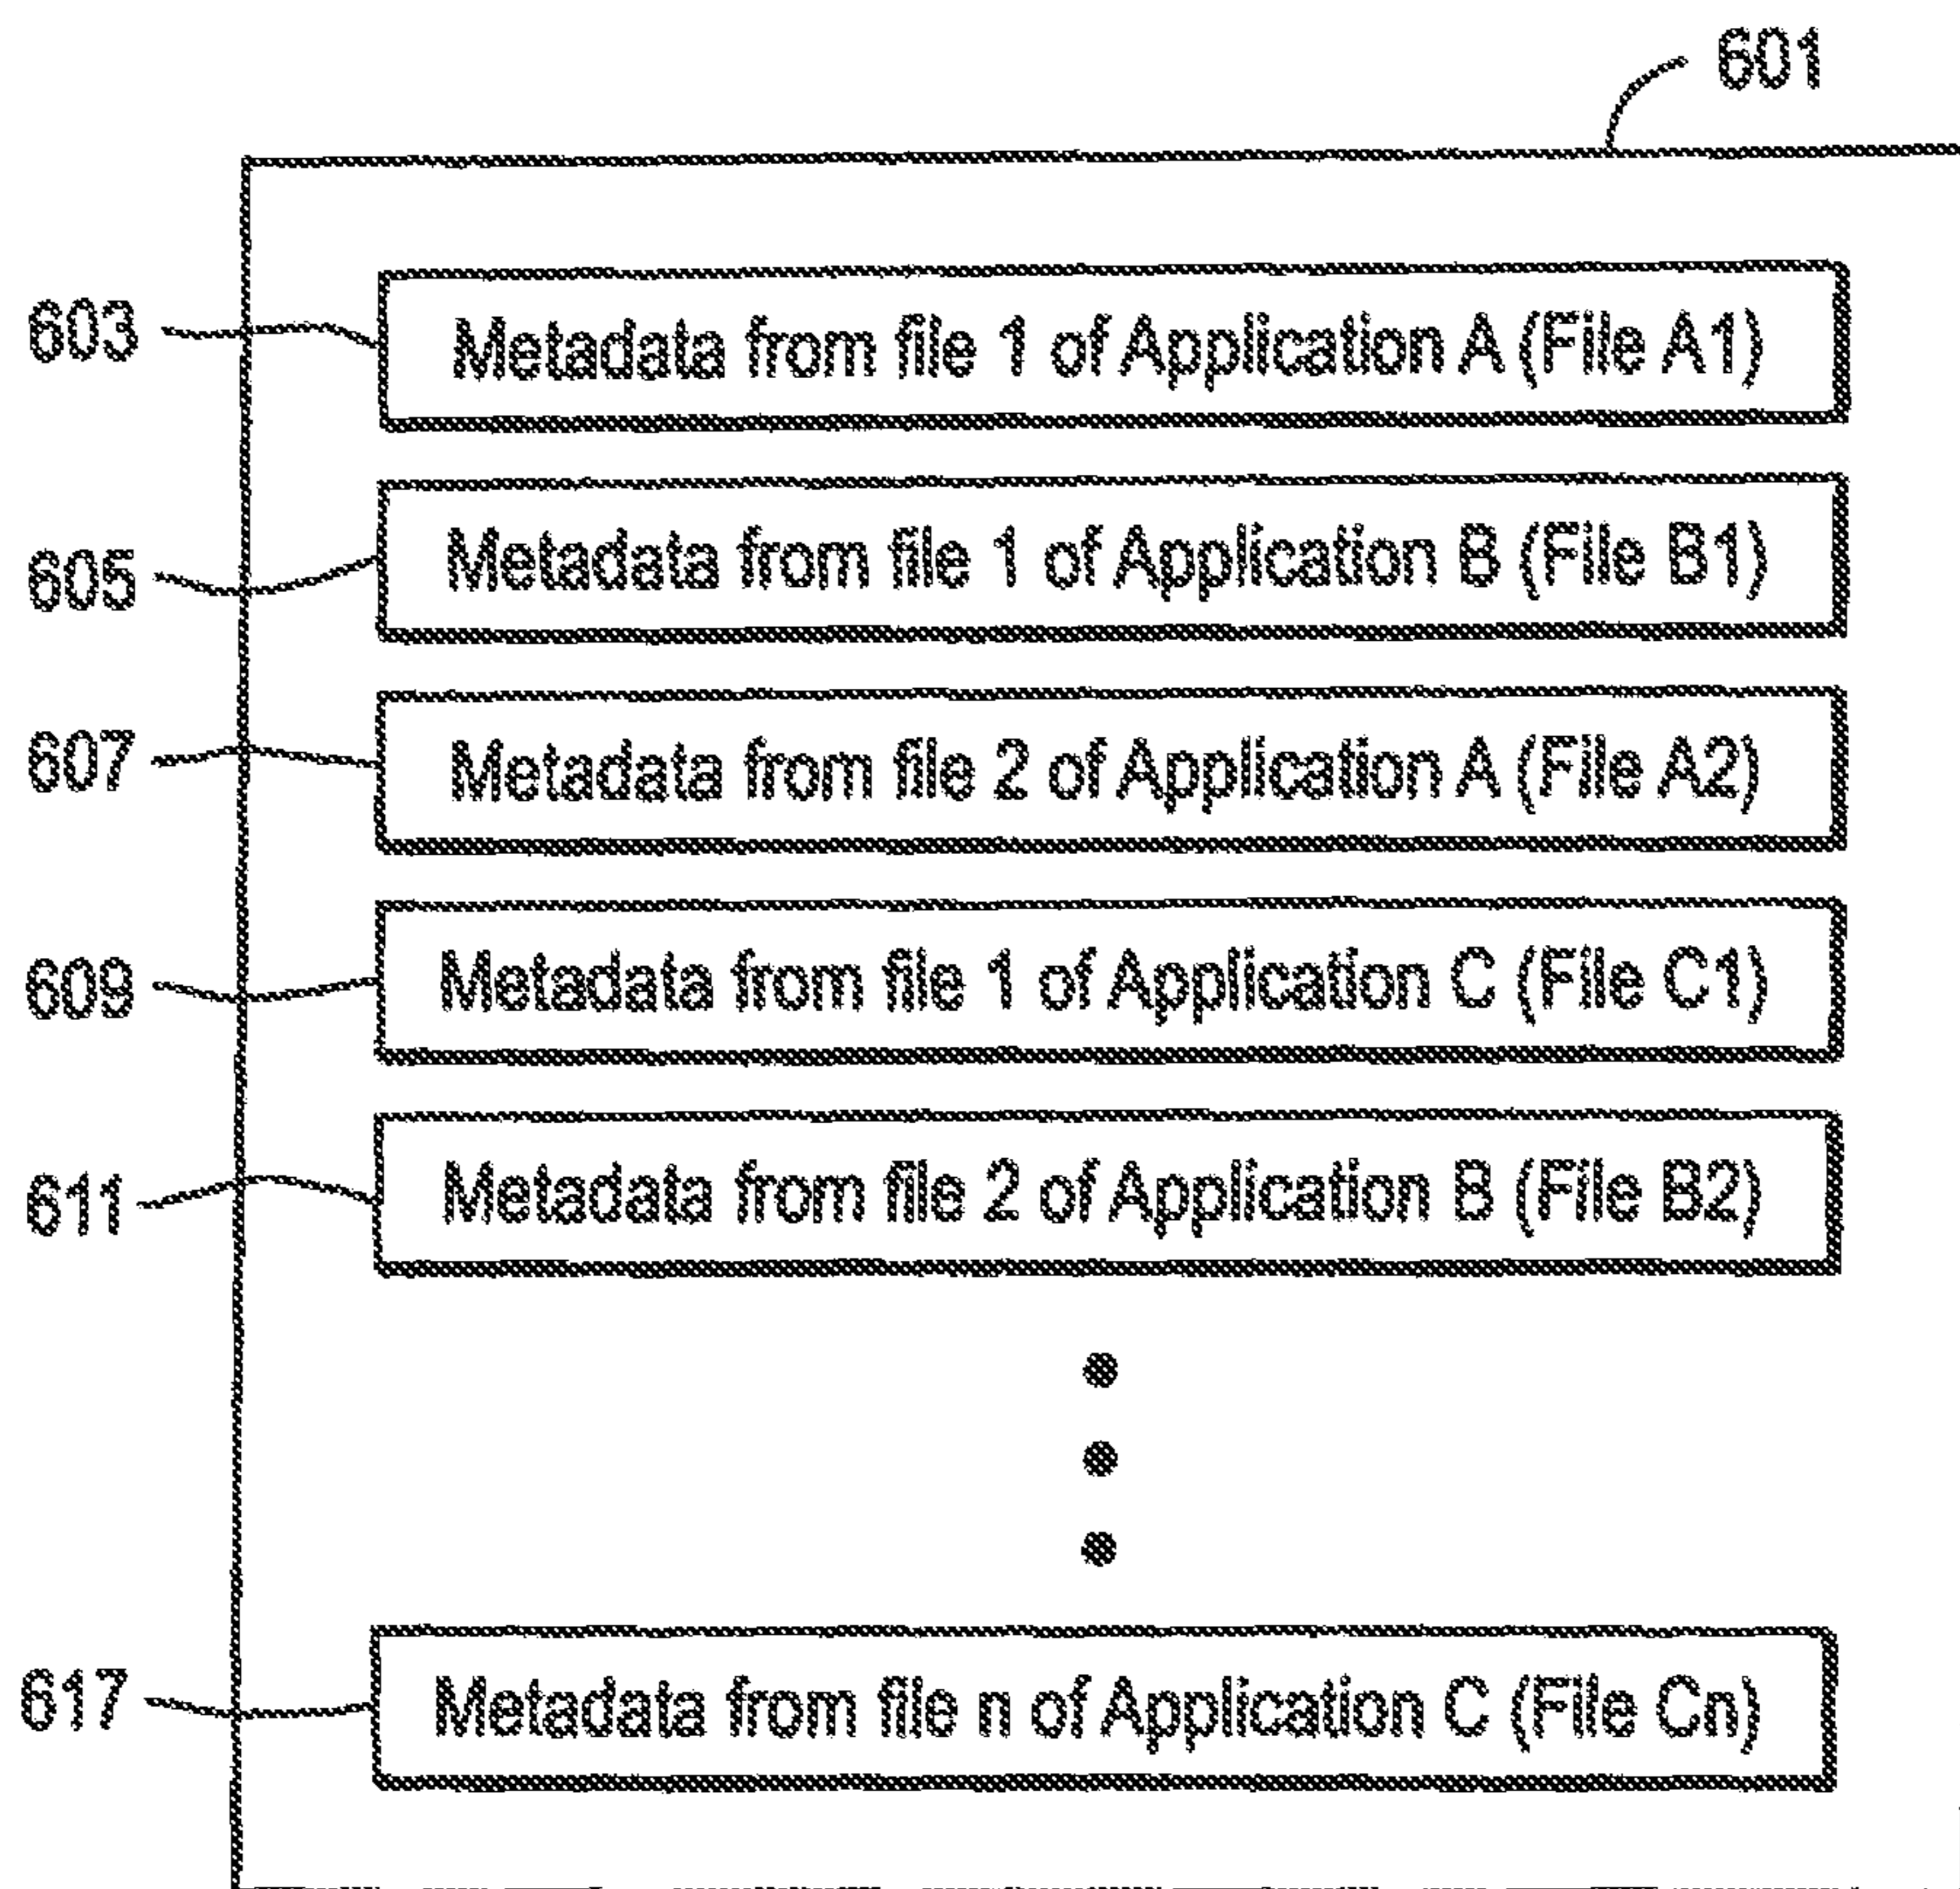 601
603 Metadata from file 1 of Application A (File A1)
605 Metadata from file 1 of Application B (File B1)
607 Metadata from file 2 of Application A (File A2)
609 Metadata from file 1 of Application C (File C1)
611 Metadata from file 2 of Application B (File B2)
617 Metadata from file n of Application C (File Cn)